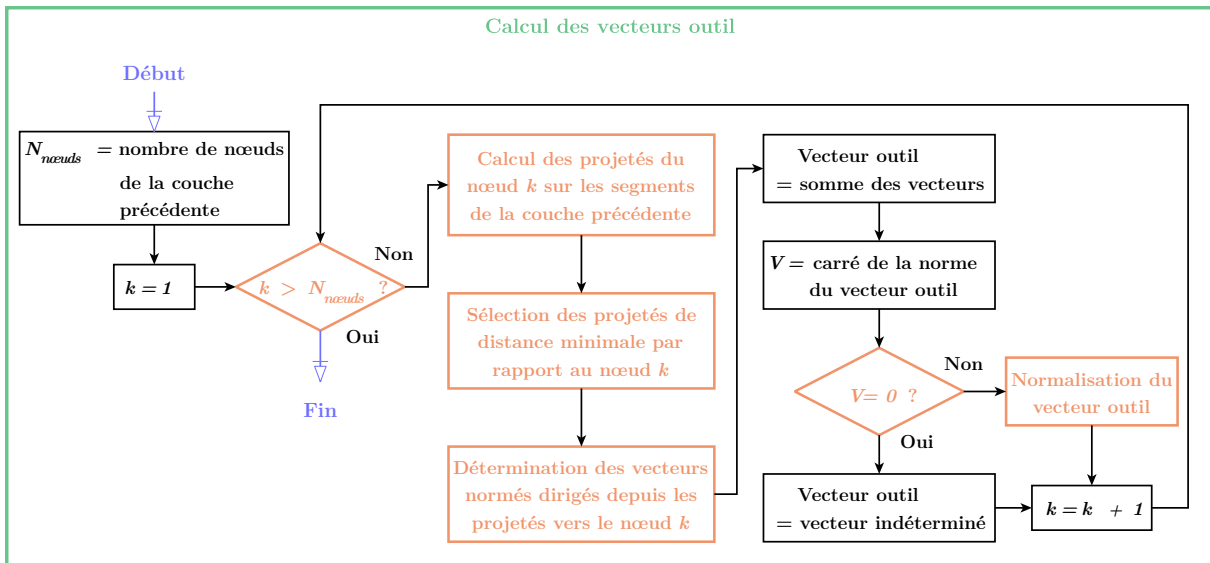 Calcul des vecteurs outil
Début
N_nœuds = nombre de nœuds
de la couche
précédente
k = 1
k > N_nœuds ?
Non
Oui
Fin
Calcul des projetés du
nœud k sur les segments
de la couche précédente
Sélection des projetés de
distance minimale par
rapport au nœud k
Détermination des vecteurs
normés dirigés depuis les
projetés vers le nœud k
Vecteur outil
= somme des vecteurs
V = carré de la norme
du vecteur outil
V= 0 ?
Non
Oui
Normalisation du
vecteur outil
Vecteur outil
= vecteur indéterminé
k = k + 1